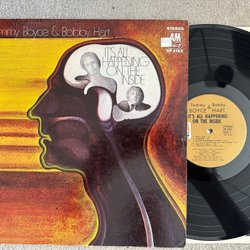 ommy Boyce & Bobby Hart
STEREO
A&M
IT'S ALL
HAPPENING
ON THE
INSIDE
Tommy Bobby
BOYCE & HART
IT'S ALL HAPPENING
ON THE INSIDE